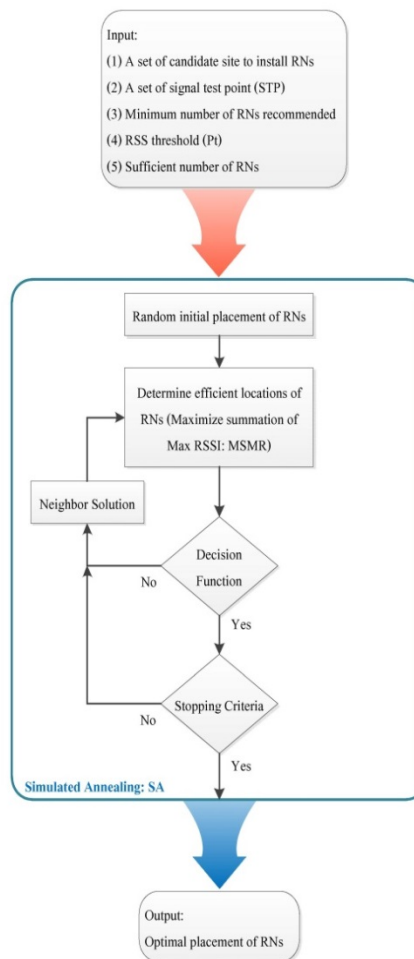 Input:
(1) A set of candidate site to install RNs
(2) A set of signal test point (STP)
(3) Minimum number of RNs recommended
(4) RSS threshold (Pt)
(5) Sufficient number of RNs
Random initial placement of RNs
Determine efficient locations of
RNs (Maximize summation of
Max RSSI: MSMR)
Neighbor Solution
Decision
Function
No
Yes
Stopping Criteria
No
Yes
Simulated Annealing: SA
Output:
Optimal placement of RNs